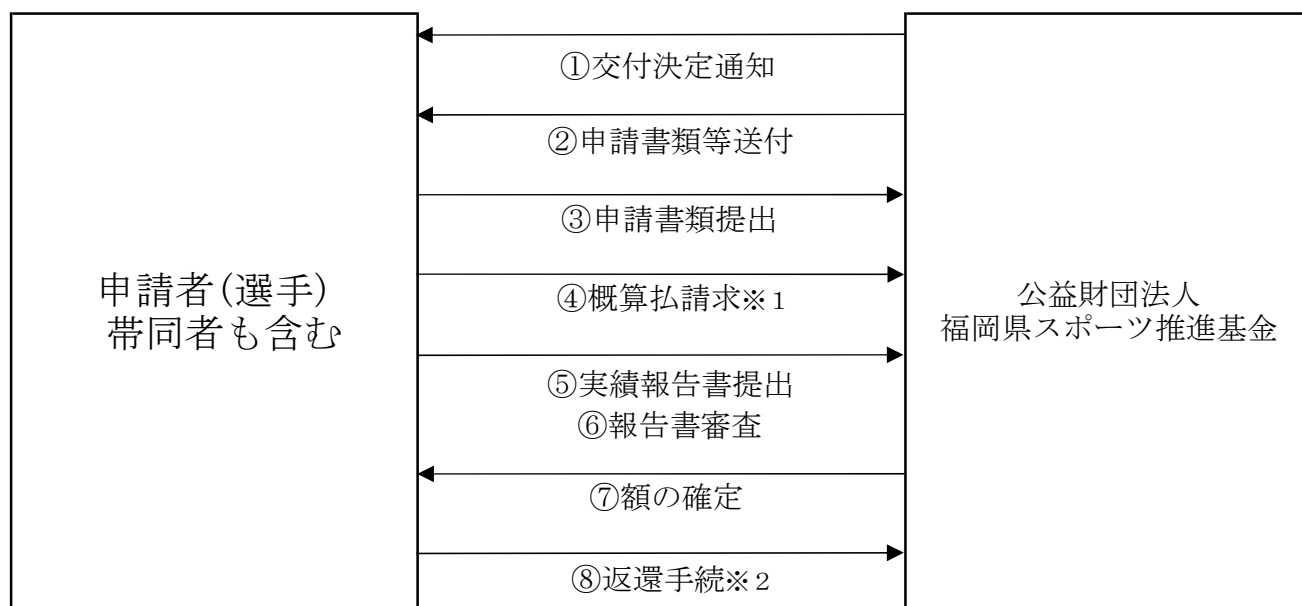 ①交付決定通知
②申請書類等送付
③申請書類提出
④概算払請求※1
⑤実績報告書提出
⑥報告書審査
⑦額の確定
⑧返還手続※2
申請者(選手)
帯同者も含む
公益財団法人
福岡県スポーツ推進基金